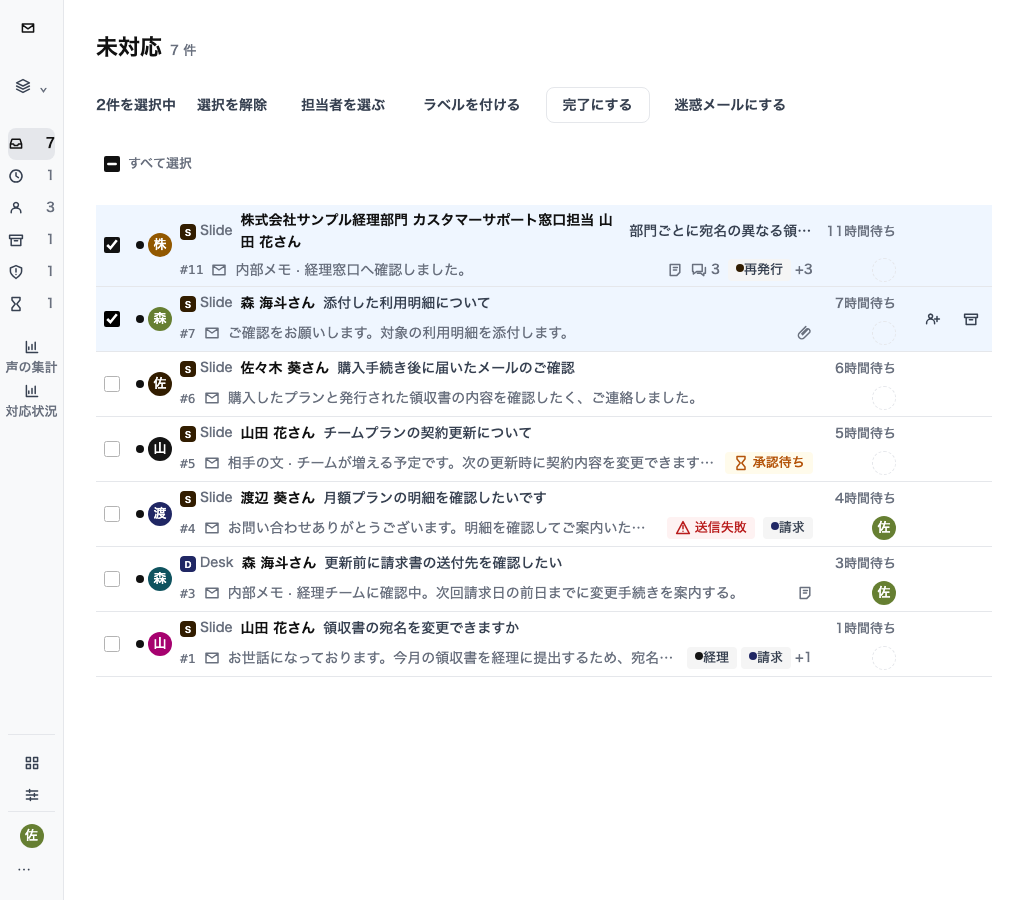 未対応 7 件
2件を選択中 選択を解除 担当者を選ぶ ラベルを付ける 完了にする 迷惑メールにする
すべて選択
7
1
3
1
1
1
声の集計
対応状況
佐
株 S Slide 株式会社サンプル経理部門 カスタマーサポート窓口担当 山
田 花さん 部門ごとに宛名の異なる領… 11時間待ち
#11 内部メモ · 経理窓口へ確認しました。 3 再発行 +3
森 S Slide 森 海斗さん 添付した利用明細について 7時間待ち
#7 ご確認をお願いします。対象の利用明細を添付します。
佐 S Slide 佐々木 葵さん 購入手続き後に届いたメールのご確認 6時間待ち
#6 購入したプランと発行された領収書の内容を確認したく、ご連絡しました。
山 S Slide 山田 花さん チームプランの契約更新について 5時間待ち
#5 相手の文 · チームが増える予定です。次の更新時に契約内容を変更できます… 承認待ち
渡 S Slide 渡辺 葵さん 月額プランの明細を確認したいです 4時間待ち
#4 お問い合わせありがとうございます。明細を確認してご案内いた… 送信失敗 請求 佐
森 D Desk 森 海斗さん 更新前に請求書の送付先を確認したい 3時間待ち
#3 内部メモ · 経理チームに確認中。次回請求日の前日までに変更手続きを案内する。 佐
山 S Slide 山田 花さん 領収書の宛名を変更できますか 1時間待ち
#1 お世話になっております。今月の領収書を経理に提出するため、宛名… 経理 請求 +1